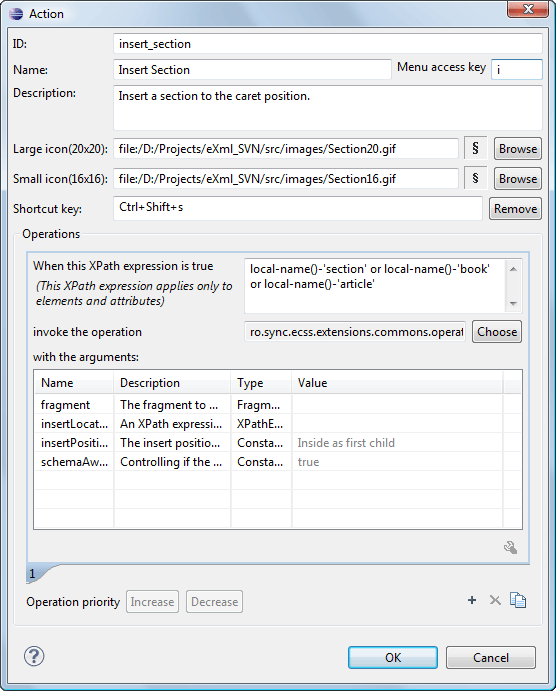 Action
ID: insert_section
Name: Insert Section Menu access key i
Description: Insert a section to the caret position.
Large icon(20x20): file:/D:/Projects/eXml_SVN/src/images/Section20.gif § Browse
Small icon(16x16): file:/D:/Projects/eXml_SVN/src/images/Section16.gif § Browse
Shortcut key: Ctrl+Shift+s Remove
Operations
When this XPath expression is true local-name()-'section' or local-name()-'book'
(This XPath expression applies only to or local-name()-'article'
elements and attributes)
invoke the operation ro.sync.ecss.extensions.commons.operat Choose
with the arguments:
Name Description Type Value
fragment The fragment to ... Fragm...
insertLocat... An XPath expressi... XPathE...
insertPositi... The insert positio... Consta... Inside as first child
schemaAw... Controlling if the ... Consta... true
1
Operation priority Increase Decrease
OK Cancel